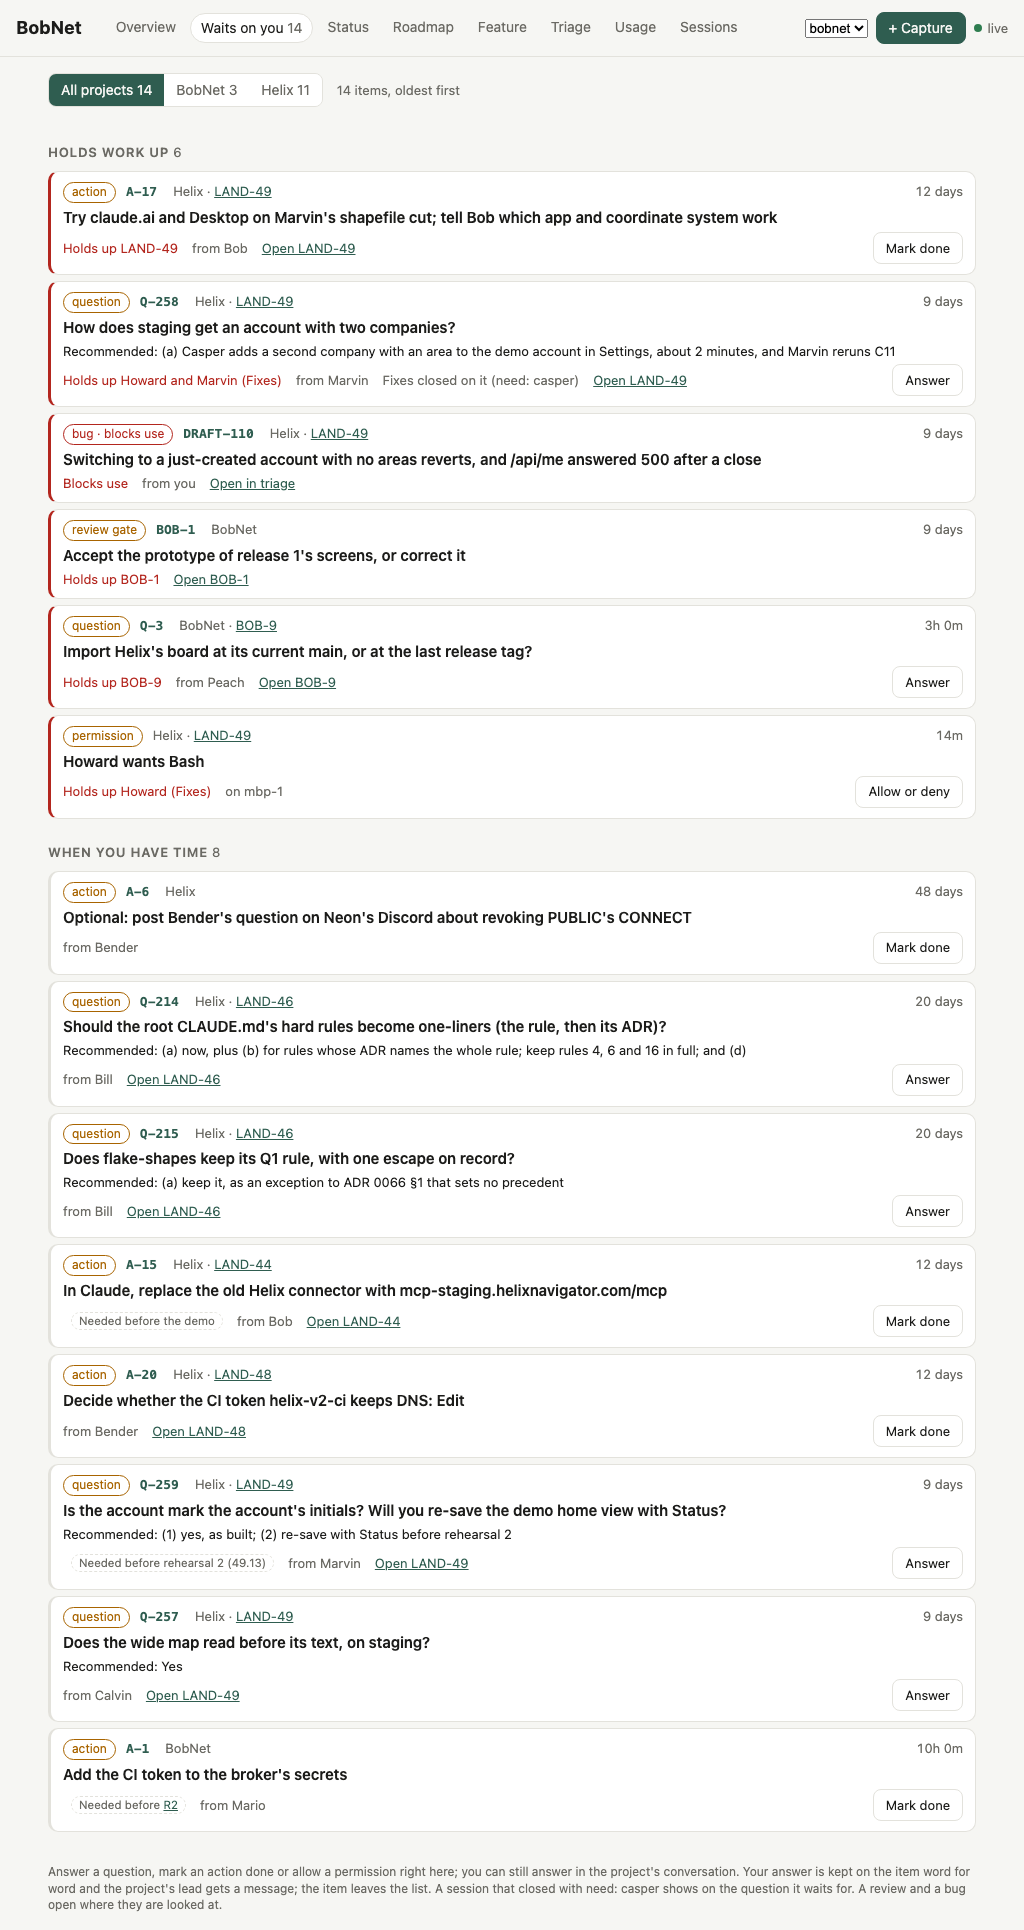 BobNet Overview Waits on you 14 Status Roadmap Feature Triage Usage Sessions bobnet + Capture live
All projects 14 BobNet 3 Helix 11 14 items, oldest first
HOLDS WORK UP 6
action A-17 Helix · LAND-49 12 days
Try claude.ai and Desktop on Marvin's shapefile cut; tell Bob which app and coordinate system work
Holds up LAND-49 from Bob Open LAND-49 Mark done
question Q-258 Helix · LAND-49 9 days
How does staging get an account with two companies?
Recommended: (a) Casper adds a second company with an area to the demo account in Settings, about 2 minutes, and Marvin reruns C11
Holds up Howard and Marvin (Fixes) from Marvin Fixes closed on it (need: casper) Open LAND-49 Answer
bug · blocks use DRAFT-110 Helix · LAND-49 9 days
Switching to a just-created account with no areas reverts, and /api/me answered 500 after a close
Blocks use from you Open in triage
review gate BOB-1 BobNet 9 days
Accept the prototype of release 1's screens, or correct it
Holds up BOB-1 Open BOB-1
question Q-3 BobNet · BOB-9 3h 0m
Import Helix's board at its current main, or at the last release tag?
Holds up BOB-9 from Peach Open BOB-9 Answer
permission Helix · LAND-49 14m
Howard wants Bash
Holds up Howard (Fixes) on mbp-1 Allow or deny
WHEN YOU HAVE TIME 8
action A-6 Helix 48 days
Optional: post Bender's question on Neon's Discord about revoking PUBLIC's CONNECT
from Bender Mark done
question Q-214 Helix · LAND-46 20 days
Should the root CLAUDE.md's hard rules become one-liners (the rule, then its ADR)?
Recommended: (a) now, plus (b) for rules whose ADR names the whole rule; keep rules 4, 6 and 16 in full; and (d)
from Bill Open LAND-46 Answer
question Q-215 Helix · LAND-46 20 days
Does flake-shapes keep its Q1 rule, with one escape on record?
Recommended: (a) keep it, as an exception to ADR 0066 §1 that sets no precedent
from Bill Open LAND-46 Answer
action A-15 Helix · LAND-44 12 days
In Claude, replace the old Helix connector with mcp-staging.helixnavigator.com/mcp
Needed before the demo from Bob Open LAND-44 Mark done
action A-20 Helix · LAND-48 12 days
Decide whether the CI token helix-v2-ci keeps DNS: Edit
from Bender Open LAND-48 Mark done
question Q-259 Helix · LAND-49 9 days
Is the account mark the account's initials? Will you re-save the demo home view with Status?
Recommended: (1) yes, as built; (2) re-save with Status before rehearsal 2
Needed before rehearsal 2 (49.13) from Marvin Open LAND-49 Answer
question Q-257 Helix · LAND-49 9 days
Does the wide map read before its text, on staging?
Recommended: Yes
from Calvin Open LAND-49 Answer
action A-1 BobNet 10h 0m
Add the CI token to the broker's secrets
Needed before R2 from Mario Mark done
Answer a question, mark an action done or allow a permission right here; you can still answer in the project's conversation. Your answer is kept on the item word for
word and the project's lead gets a message; the item leaves the list. A session that closed with need: casper shows on the question it waits for. A review and a bug
open where they are looked at.